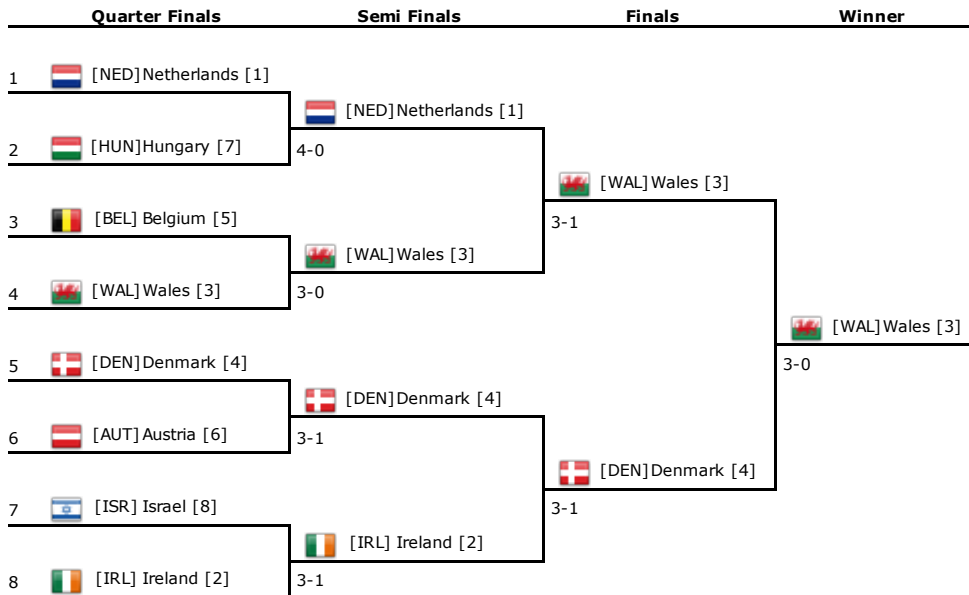 Quarter Finals Semi Finals Finals Winner
1 [NED] Netherlands [1]
[NED] Netherlands [1]
2 [HUN] Hungary [7] 4-0
[WAL] Wales [3]
3 [BEL] Belgium [5] 3-1
[WAL] Wales [3]
4 [WAL] Wales [3] 3-0
[WAL] Wales [3]
5 [DEN] Denmark [4] 3-0
[DEN] Denmark [4]
6 [AUT] Austria [6] 3-1
[DEN] Denmark [4]
7 [ISR] Israel [8] 3-1
[IRL] Ireland [2]
8 [IRL] Ireland [2] 3-1